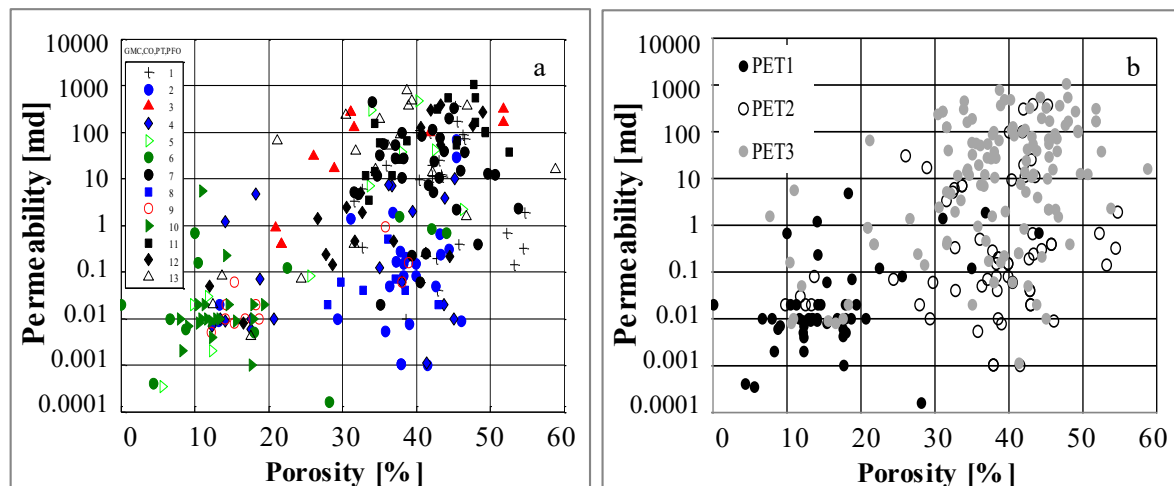 a
GMC,CO,PT,PFO
1
2
3
4
5
6
7
8
9
10
11
12
13
Permeability [md]
10000
1000
100
10
1
0.1
0.01
0.001
0.0001
0 10 20 30 40 50 60
Porosity [%]
b
PET1
PET2
PET3
Permeability [md]
10000
1000
100
10
1
0.1
0.01
0.001
0.0001
0 10 20 30 40 50 60
Porosity [%]